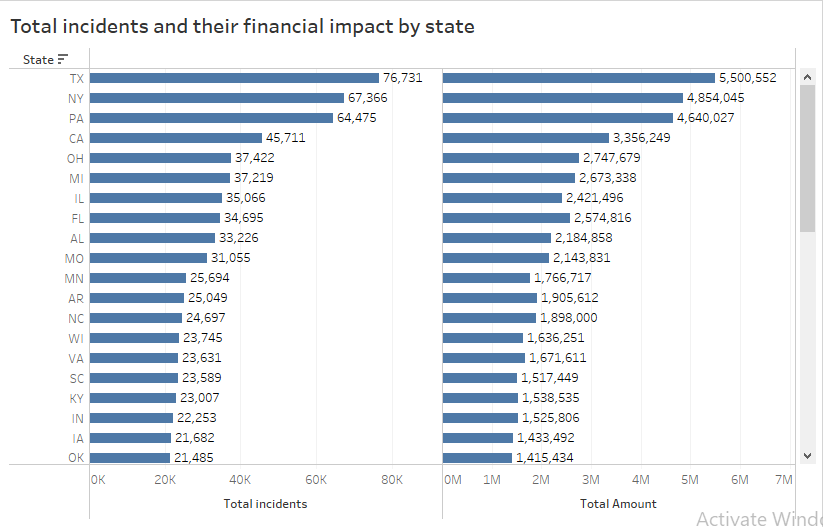 Total incidents and their financial impact by state
State
TX 76,731 5,500,552
NY 67,366 4,854,045
PA 64,475 4,640,027
CA 45,711 3,356,249
OH 37,422 2,747,679
MI 37,219 2,673,338
IL 35,066 2,421,496
FL 34,695 2,574,816
AL 33,226 2,184,858
MO 31,055 2,143,831
MN 25,694 1,766,717
AR 25,049 1,905,612
NC 24,697 1,898,000
WI 23,745 1,636,251
VA 23,631 1,671,611
SC 23,589 1,517,449
KY 23,007 1,538,535
IN 22,253 1,525,806
IA 21,682 1,433,492
OK 21,485 1,415,434
0K 20K 40K 60K 80K 0M 1M 2M 3M 4M 5M 6M 7M
Total incidents Total Amount
Activate Windo